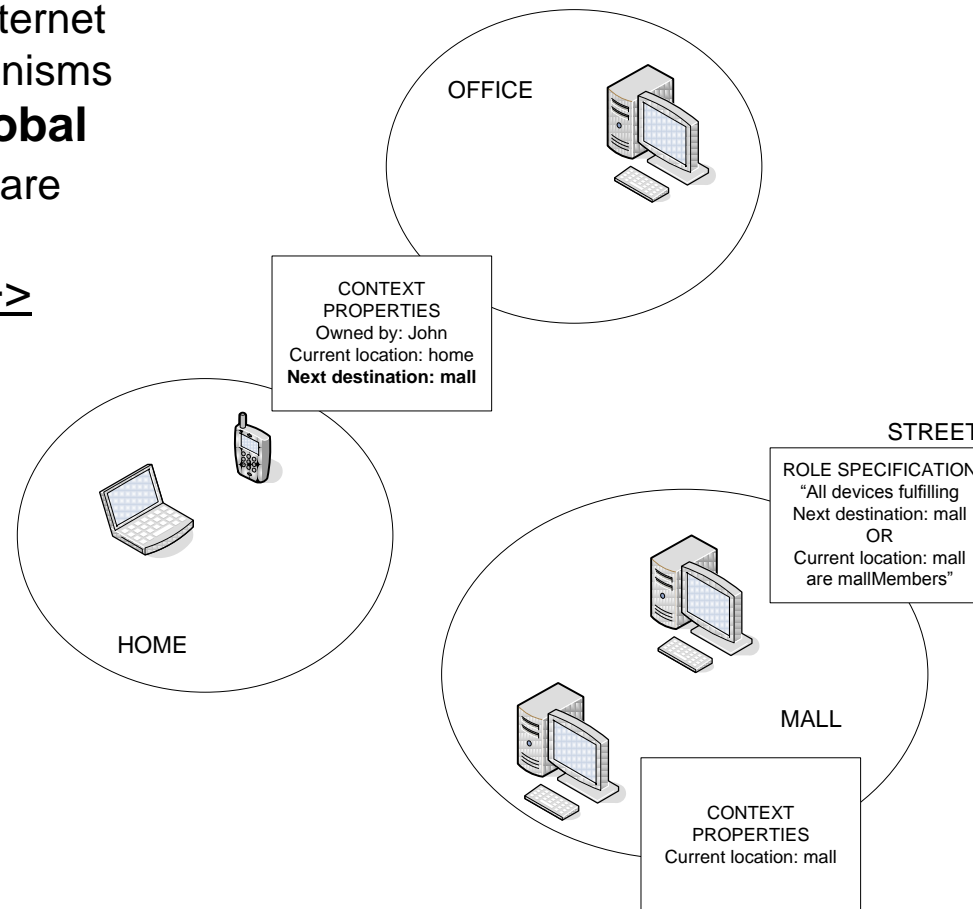 ternet
nisms
obal
are
->
OFFICE
CONTEXT
PROPERTIES
Owned by: John
Current location: home
Next destination: mall
HOME
STREET
ROLE SPECIFICATION
“All devices fulfilling
Next destination: mall
OR
Current location: mall
are mallMembers”
MALL
CONTEXT
PROPERTIES
Current location: mall